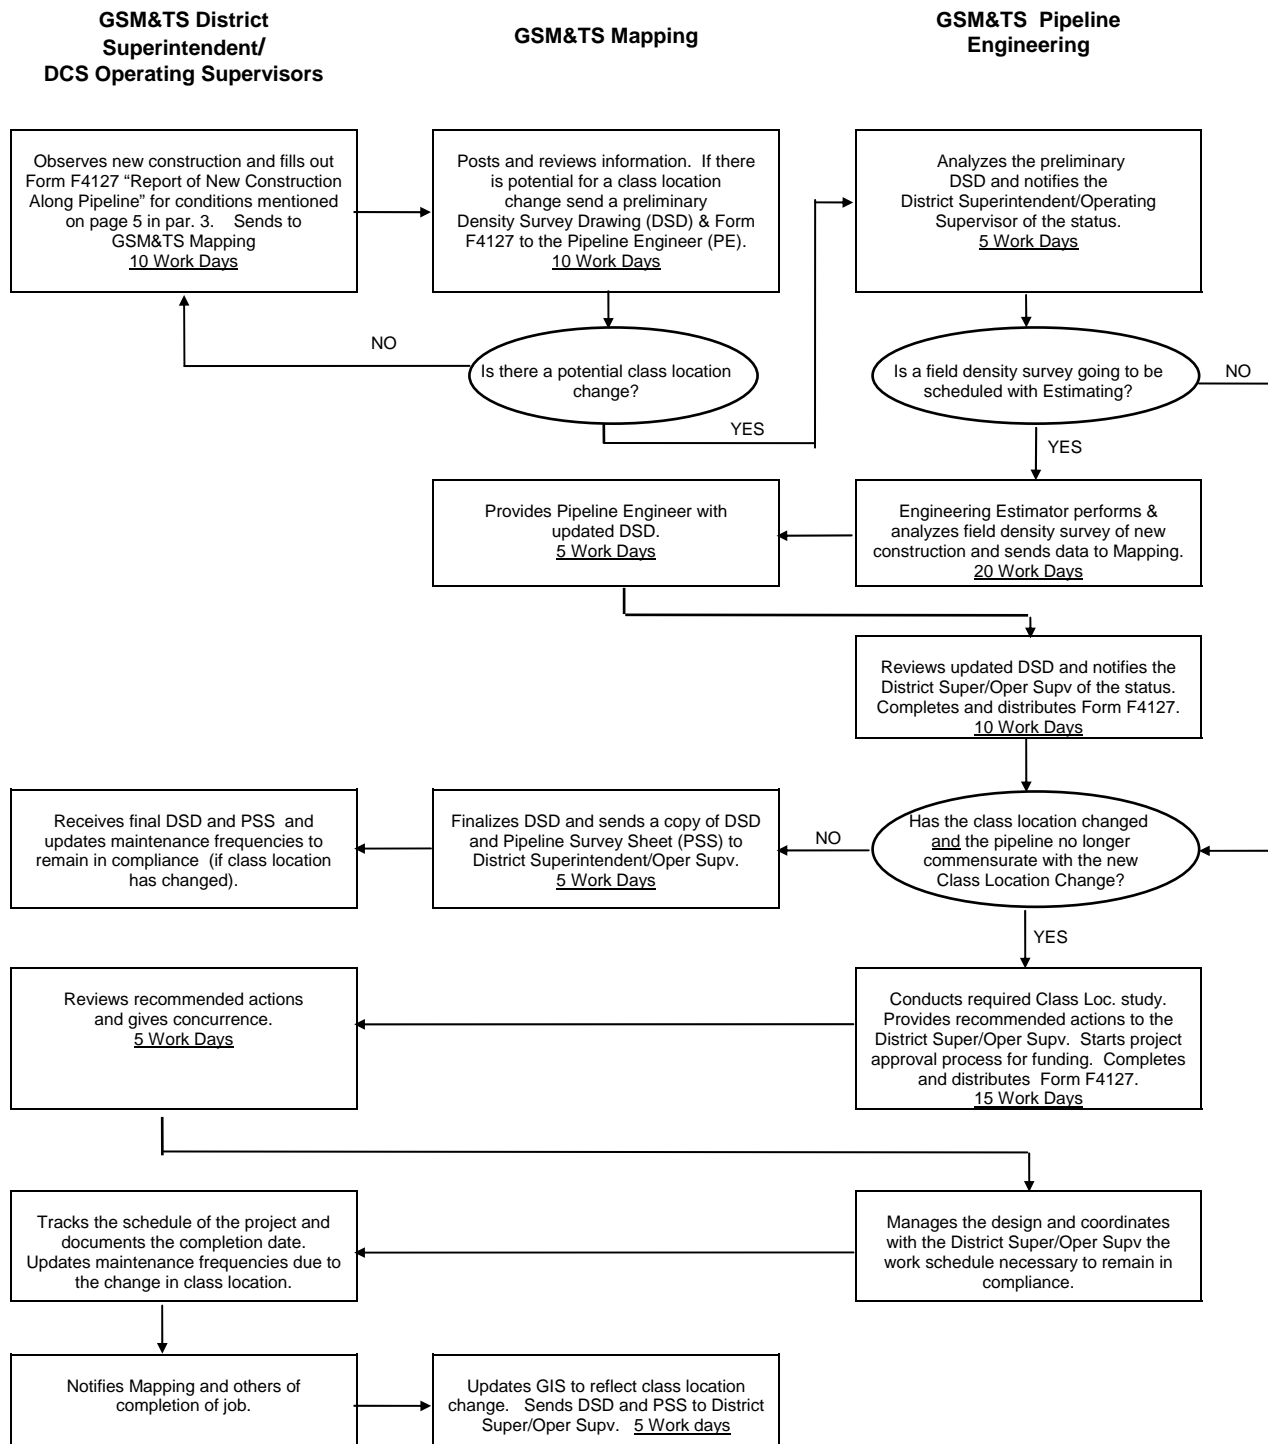 GSM&TS District
Superintendent/
DCS Operating Supervisors
GSM&TS Mapping
GSM&TS Pipeline
Engineering
Observes new construction and fills out
Form F4127 “Report of New Construction
Along Pipeline” for conditions mentioned
on page 5 in par. 3. Sends to
GSM&TS Mapping
10 Work Days
Posts and reviews information. If there
is potential for a class location
change send a preliminary
Density Survey Drawing (DSD) & Form
F4127 to the Pipeline Engineer (PE).
10 Work Days
Analyzes the preliminary
DSD and notifies the
District Superintendent/Operating
Supervisor of the status.
5 Work Days
NO
Is there a potential class location
change?
YES
Is a field density survey going to be
scheduled with Estimating?
NO
YES
Provides Pipeline Engineer with
updated DSD.
5 Work Days
Engineering Estimator performs &
analyzes field density survey of new
construction and sends data to Mapping.
20 Work Days
Reviews updated DSD and notifies the
District Super/Oper Supv of the status.
Completes and distributes Form F4127.
10 Work Days
Receives final DSD and PSS and
updates maintenance frequencies to
remain in compliance (if class location
has changed).
Finalizes DSD and sends a copy of DSD
and Pipeline Survey Sheet (PSS) to
District Superintendent/Oper Supv.
5 Work Days
NO
Has the class location changed
and the pipeline no longer
commensurate with the new
Class Location Change?
YES
Reviews recommended actions
and gives concurrence.
5 Work Days
Conducts required Class Loc. study.
Provides recommended actions to the
District Super/Oper Supv. Starts project
approval process for funding. Completes
and distributes Form F4127.
15 Work Days
Tracks the schedule of the project and
documents the completion date.
Updates maintenance frequencies due to
the change in class location.
Manages the design and coordinates
with the District Super/Oper Supv the
work schedule necessary to remain in
compliance.
Notifies Mapping and others of
completion of job.
Updates GIS to reflect class location
change. Sends DSD and PSS to District
Super/Oper Supv. 5 Work days